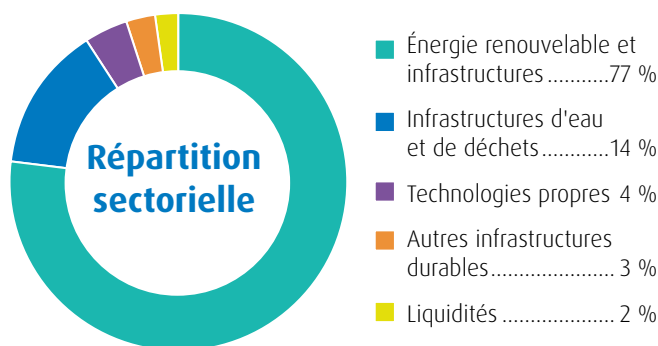 Répartition
sectorielle
Énergie renouvelable et
infrastructures...........77 %
Infrastructures d'eau
et de déchets............14 %
Technologies propres 4 %
Autres infrastructures
durables..................... 3 %
Liquidités ................... 2 %